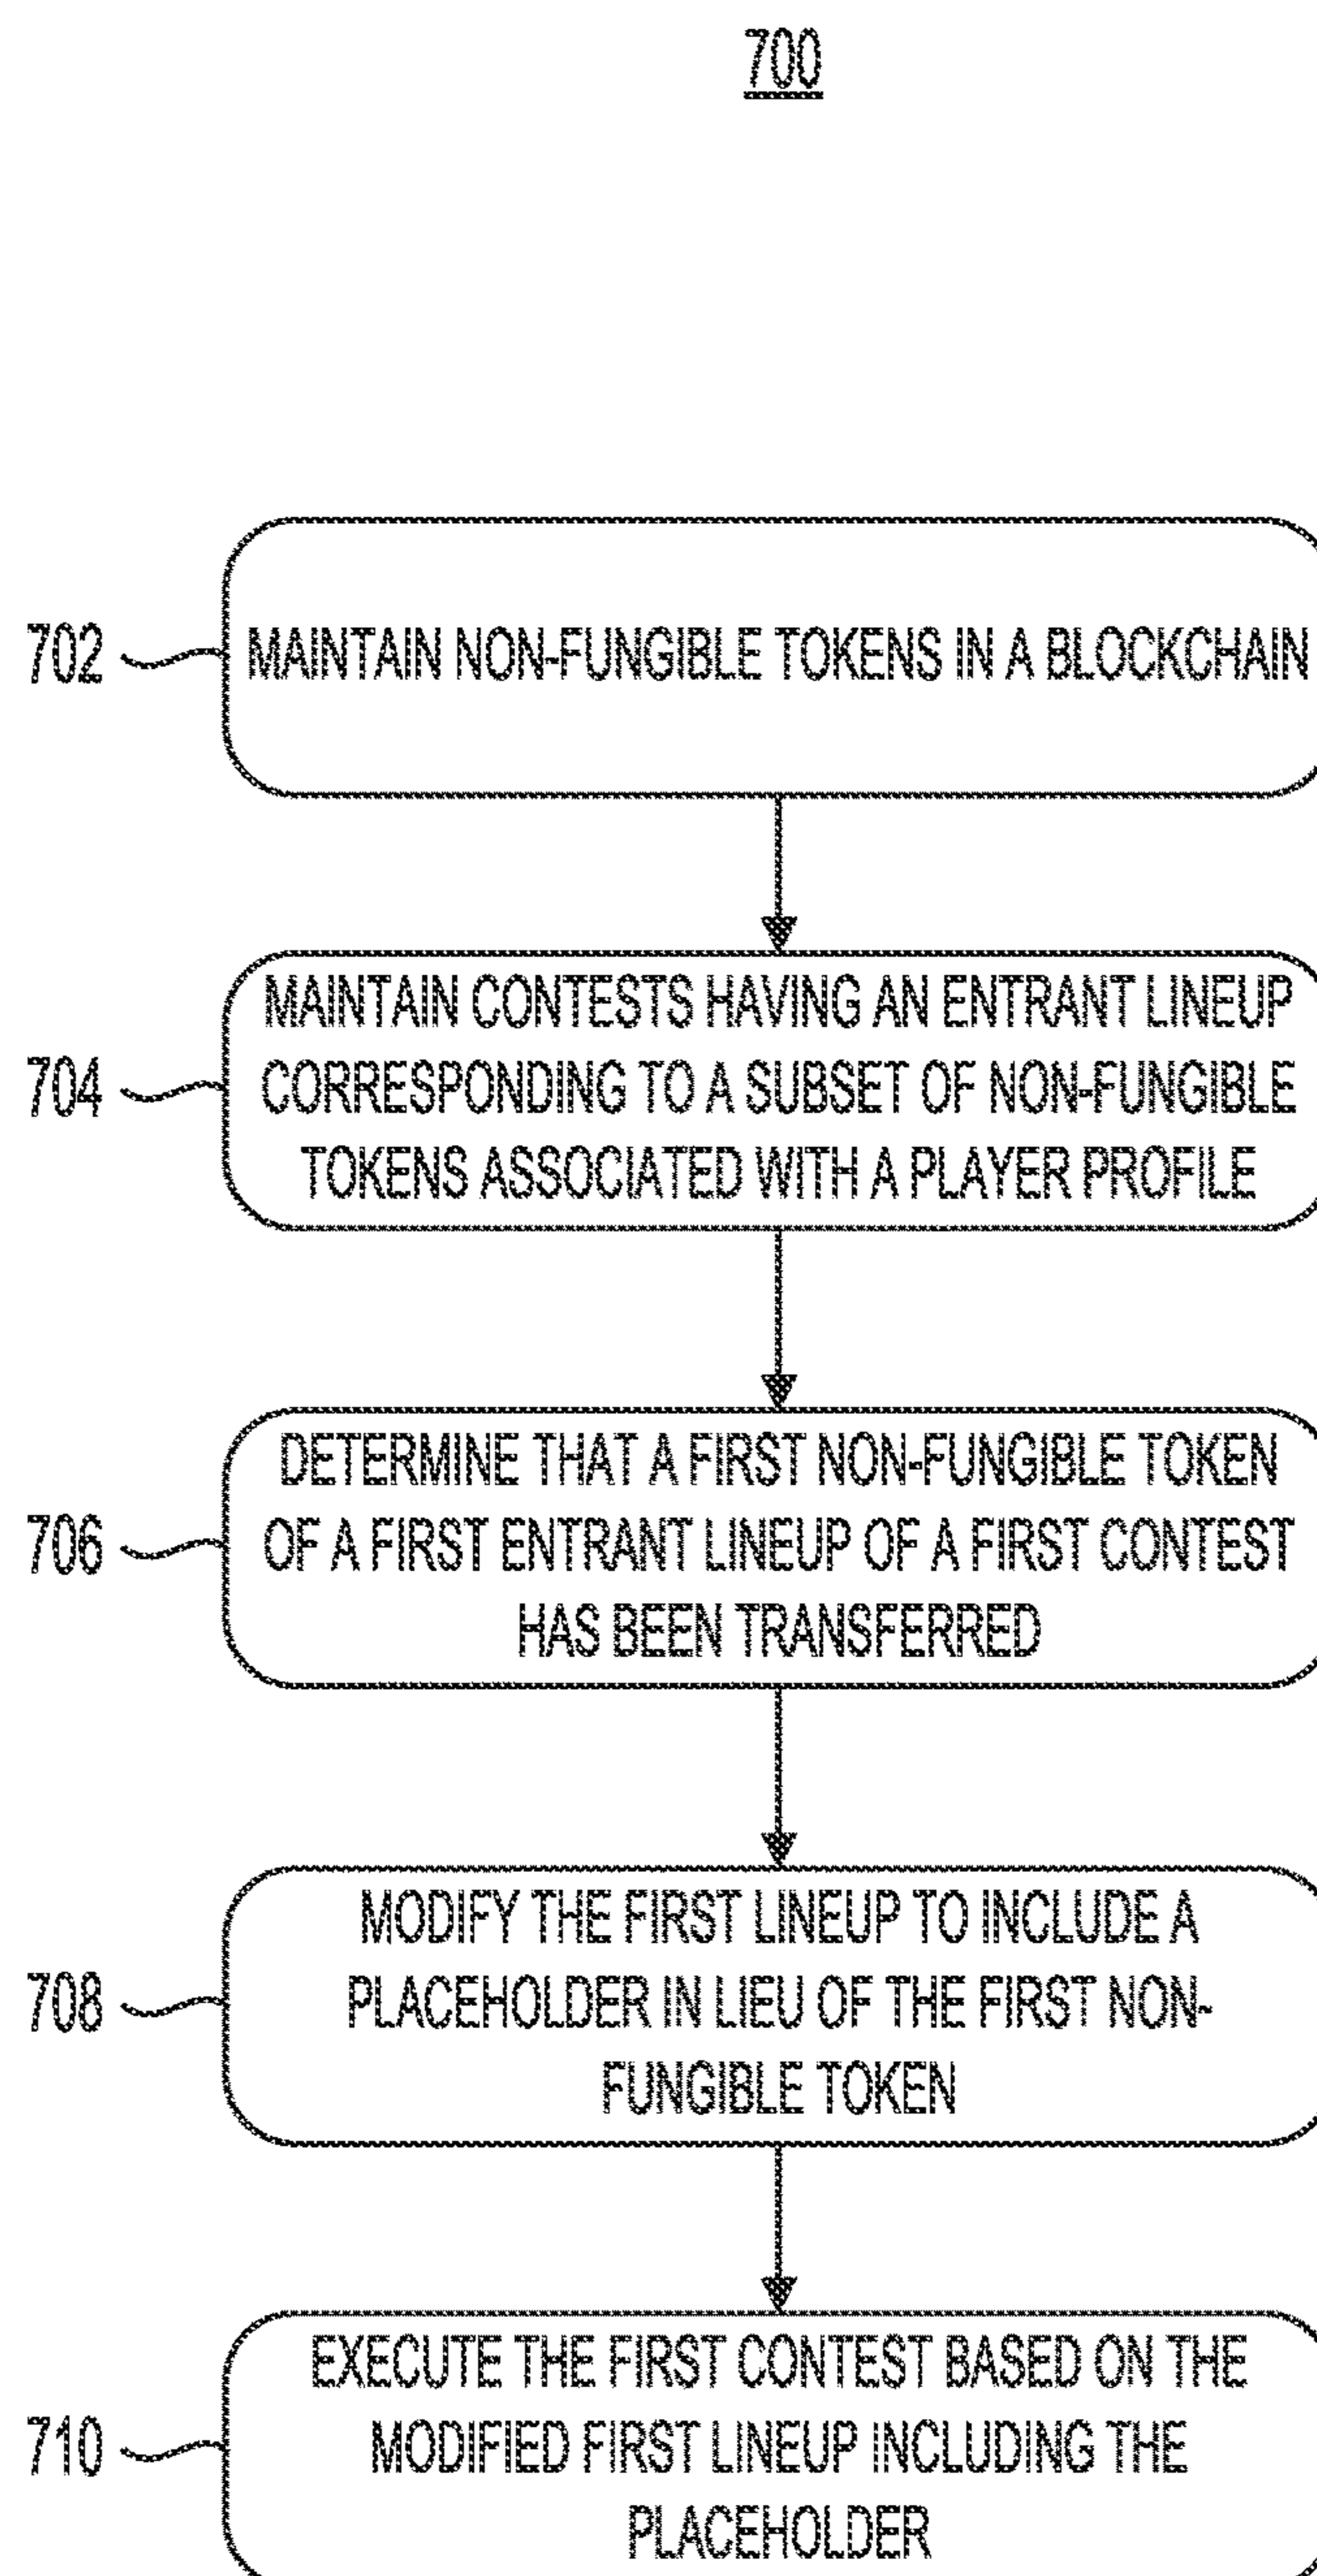 700
702
MAINTAIN NON-FUNGIBLE TOKENS IN A BLOCKCHAIN
704
MAINTAIN CONTESTS HAVING AN ENTRANT LINEUP
CORRESPONDING TO A SUBSET OF NON-FUNGIBLE
TOKENS ASSOCIATED WITH A PLAYER PROFILE
706
DETERMINE THAT A FIRST NON-FUNGIBLE TOKEN
OF A FIRST ENTRANT LINEUP OF A FIRST CONTEST
HAS BEEN TRANSFERRED
708
MODIFY THE FIRST LINEUP TO INCLUDE A
PLACEHOLDER IN LIEU OF THE FIRST NON-
FUNGIBLE TOKEN
710
EXECUTE THE FIRST CONTEST BASED ON THE
MODIFIED FIRST LINEUP INCLUDING THE
PLACEHOLDER